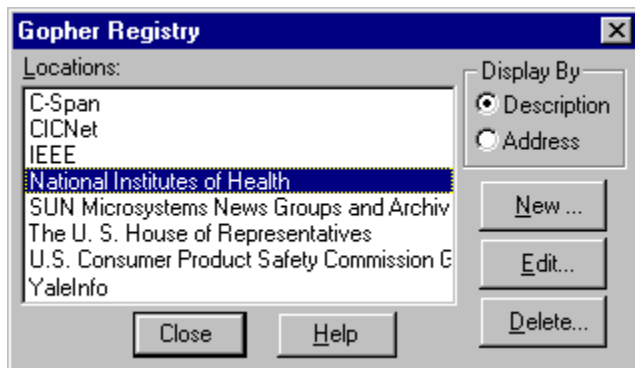 Gopher Registry
Locations:
C-Span
CICNet
IEEE
National Institutes of Health
SUN Microsystems News Groups and Archiv
The U. S. House of Representatives
U.S. Consumer Product Safety Commission G
YaleInfo
Display By
Description
Address
New ...
Edit...
Delete...
Close
Help